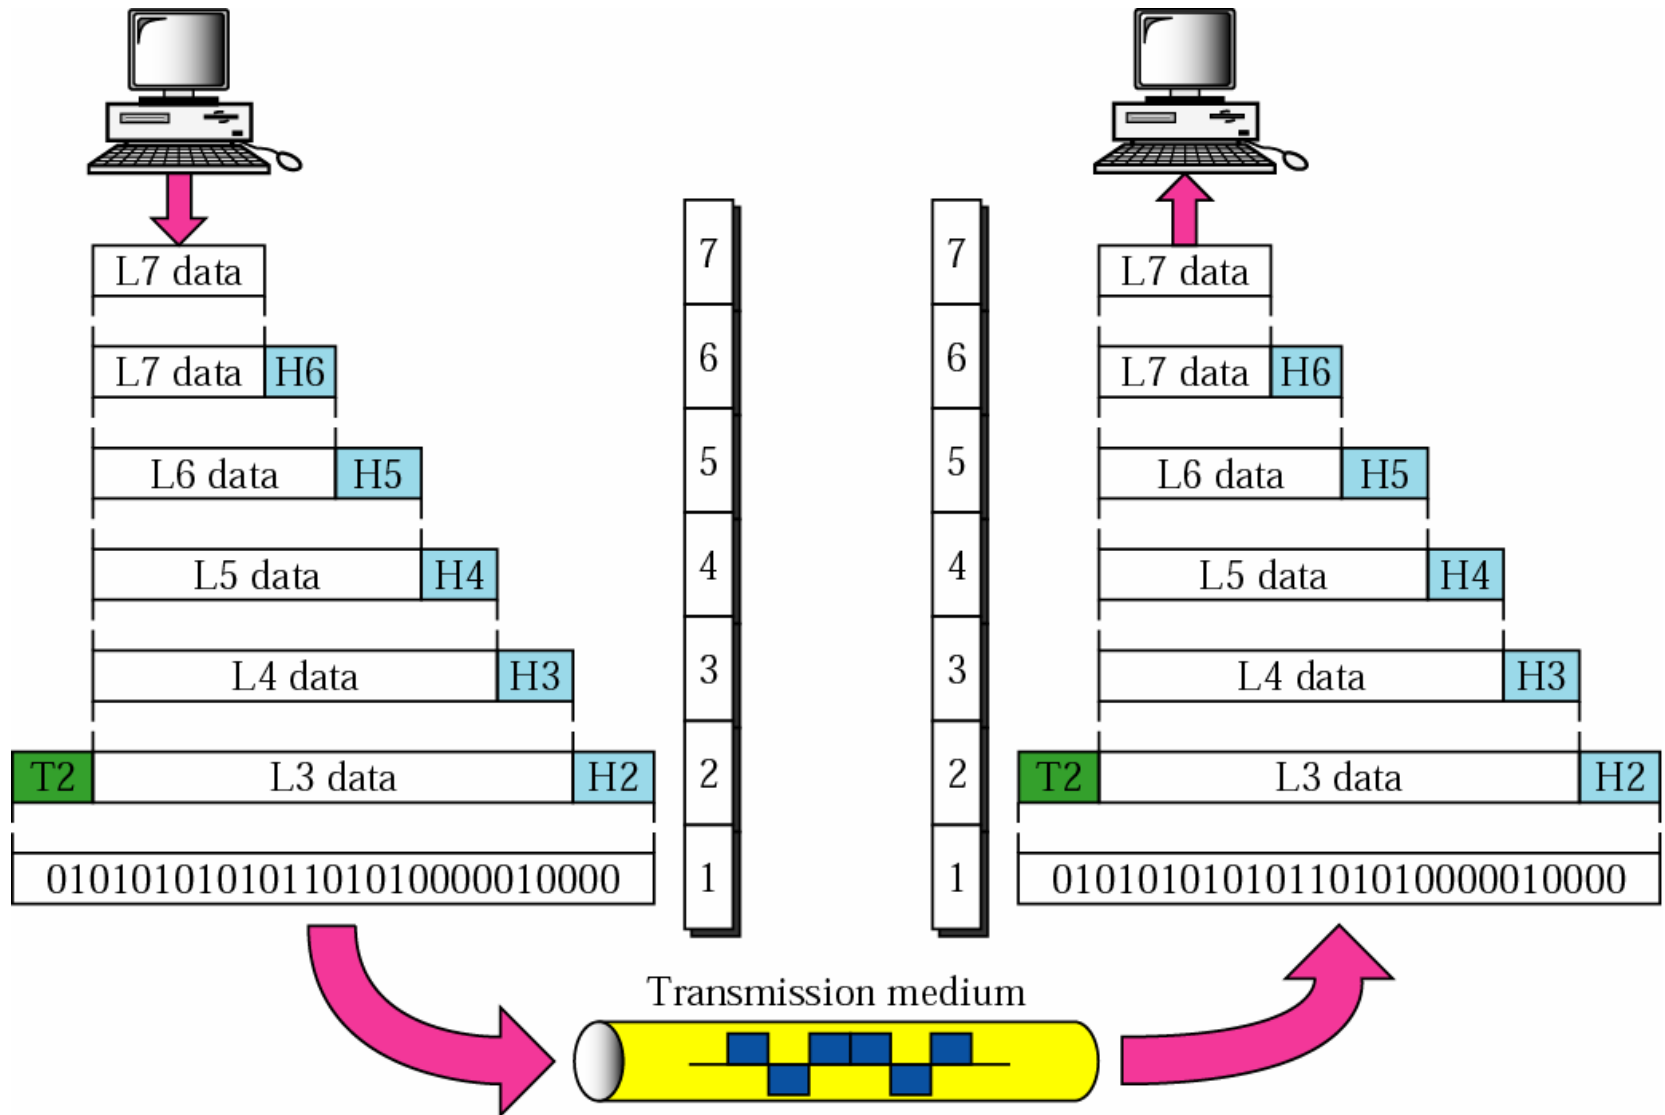 L7 data
L7 data H6
L6 data H5
L5 data H4
L4 data H3
T2 L3 data H2
010101010101101010000010000
7
6
5
4
3
2
1
7
6
5
4
3
2
1
L7 data
L7 data H6
L6 data H5
L5 data H4
L4 data H3
T2 L3 data H2
010101010101101010000010000
Transmission medium